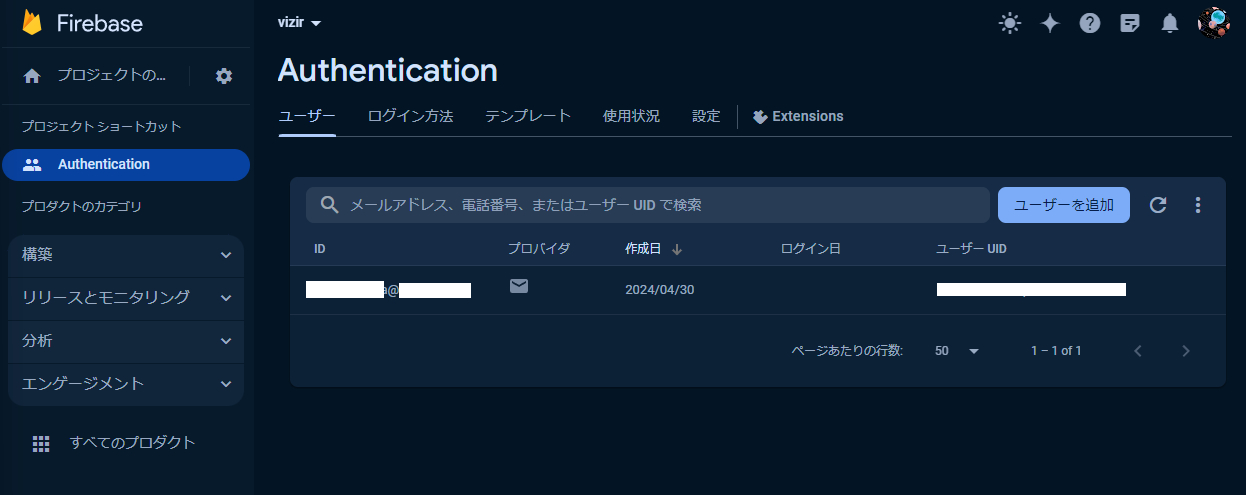 Firebase
vizir
プロジェクトの...
Authentication
プロジェクト ショートカット
Authentication
プロダクトのカテゴリ
構築
リリースとモニタリング
分析
エンゲージメント
すべてのプロダクト
ユーザー ログイン方法 テンプレート 使用状況 設定 Extensions
メールアドレス、電話番号、またはユーザー UID で検索 ユーザーを追加
ID プロバイダ 作成日 ログイン日 ユーザー UID
a@ 2024/04/30
ページあたりの行数: 50 1 – 1 of 1